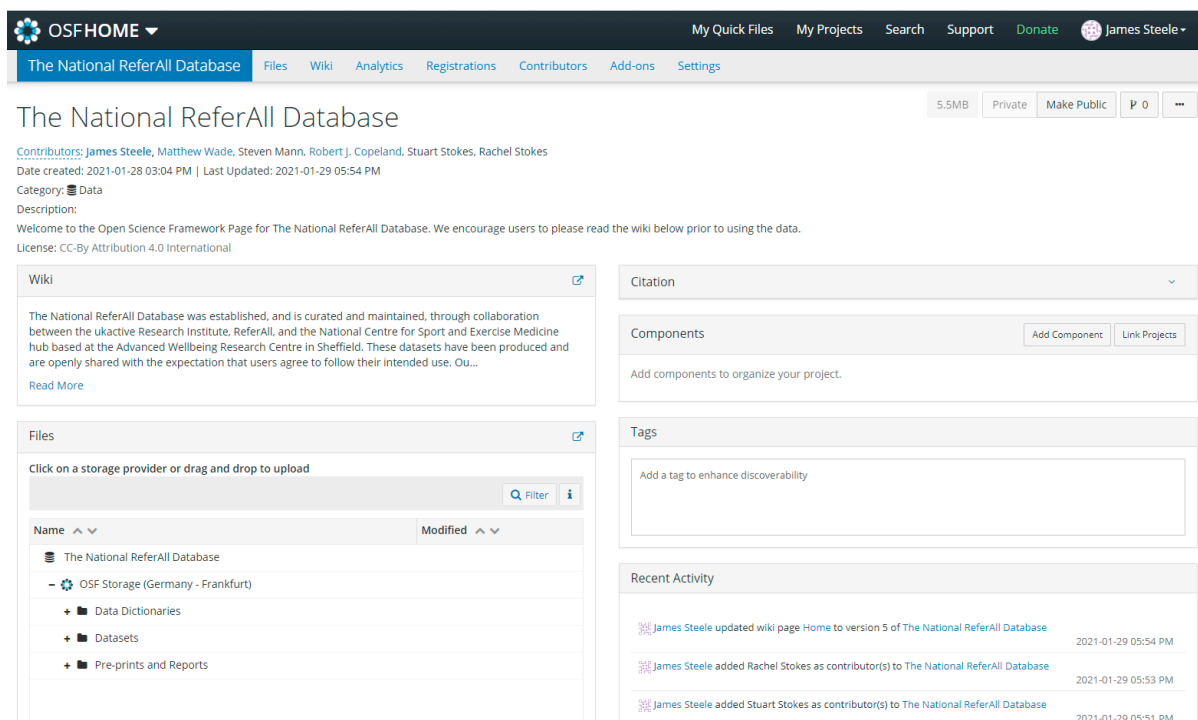 OSFHOME
My Quick Files My Projects Search Support Donate James Steele
The National ReferAll Database Files Wiki Analytics Registrations Contributors Add-ons Settings
The National ReferAll Database
5.5MB Private Make Public 0 ...
Contributors: James Steele, Matthew Wade, Steven Mann, Robert J. Copeland, Stuart Stokes, Rachel Stokes
Date created: 2021-01-28 03:04 PM | Last Updated: 2021-01-29 05:54 PM
Category: Data
Description:
Welcome to the Open Science Framework Page for The National ReferAll Database. We encourage users to please read the wiki below prior to using the data.
License: CC-By Attribution 4.0 International
Wiki
The National ReferAll Database was established, and is curated and maintained, through collaboration
between the ukactive Research Institute, ReferAll, and the National Centre for Sport and Exercise Medicine
hub based at the Advanced Wellbeing Research Centre in Sheffield. These datasets have been produced and
are openly shared with the expectation that users agree to follow their intended use. Ou...
Read More
Files
Click on a storage provider or drag and drop to upload
Filter i
Name Modified
The National ReferAll Database
OSF Storage (Germany - Frankfurt)
Data Dictionaries
Datasets
Pre-prints and Reports
Citation
Components
Add Component Link Projects
Add components to organize your project.
Tags
Add a tag to enhance discoverability
Recent Activity
James Steele updated wiki page Home to version 5 of The National ReferAll Database
2021-01-29 05:54 PM
James Steele added Rachel Stokes as contributor(s) to The National ReferAll Database
2021-01-29 05:53 PM
James Steele added Stuart Stokes as contributor(s) to The National ReferAll Database
2021-01-29 05:51 PM